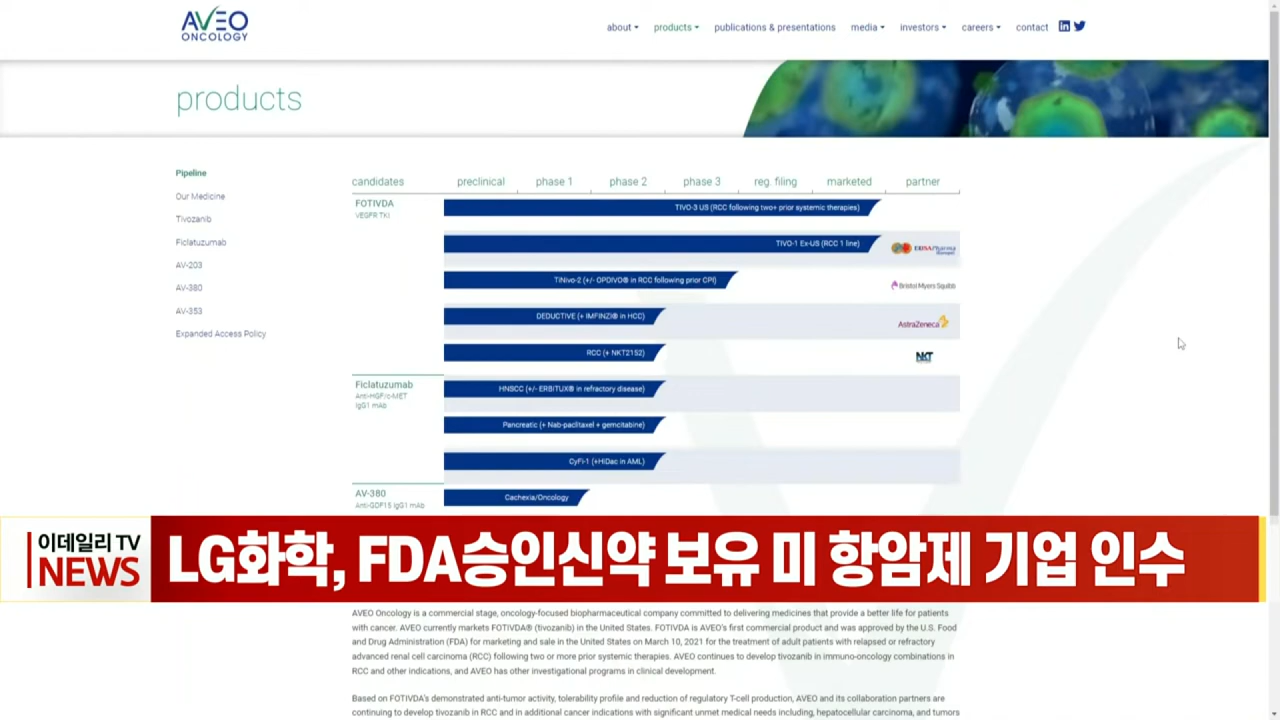 AVEO
ONCOLOGY
about products publications & presentations media investors careers contact
products
Pipeline
Our Medicine
Tivozanib
Ficlatuzumab
AV-203
AV-380
AV-353
Expanded Access Policy
candidates preclinical phase 1 phase 2 phase 3 reg. filing marketed partner
FOTIVDA
VEGFR TKI
TIVO-3 US (RCC following two+ prior systemic therapies)
TIVO-1 Ex-US (RCC 1 line)
EUSAPharma
TiNivo-2 (+/- OPDIVO® in RCC following prior CPI)
Bristol Myers Squibb
DEDUCTIVE (+ IMFINZI® in HCC)
AstraZeneca
RCC (+ NKT2152)
NKT
Ficlatuzumab
Anti-HGF/c-MET
IgG1 mAb
HNSCC (+/- ERBITUX® in refractory disease)
Pancreatic (+ Nab-paclitaxel + gemcitabine)
CyFi-1 (+HiDac in AML)
AV-380
Anti-GDF15 IgG1 mAb
Cachexia/Oncology
이데일리 TV
NEWS
LG화학, FDA승인신약 보유 미 항암제 기업 인수
AVEO Oncology is a commercial stage, oncology-focused biopharmaceutical company committed to delivering medicines that provide a better life for patients
with cancer. AVEO currently markets FOTIVDA® (tivozanib) in the United States. FOTIVDA is AVEO's first commercial product and was approved by the U.S. Food
and Drug Administration (FDA) for marketing and sale in the United States on March 10, 2021 for the treatment of adult patients with relapsed or refractory
advanced renal cell carcinoma (RCC) following two or more prior systemic therapies. AVEO continues to develop tivozanib in immuno-oncology combinations in
RCC and other indications, and AVEO has other investigational programs in clinical development.
Based on FOTIVDA's demonstrated anti-tumor activity, tolerability profile and reduction of regulatory T-cell production, AVEO and its collaboration partners are
continuing to develop tivozanib in RCC and in additional cancer indications with significant unmet medical needs including, hepatocellular carcinoma, and tumors